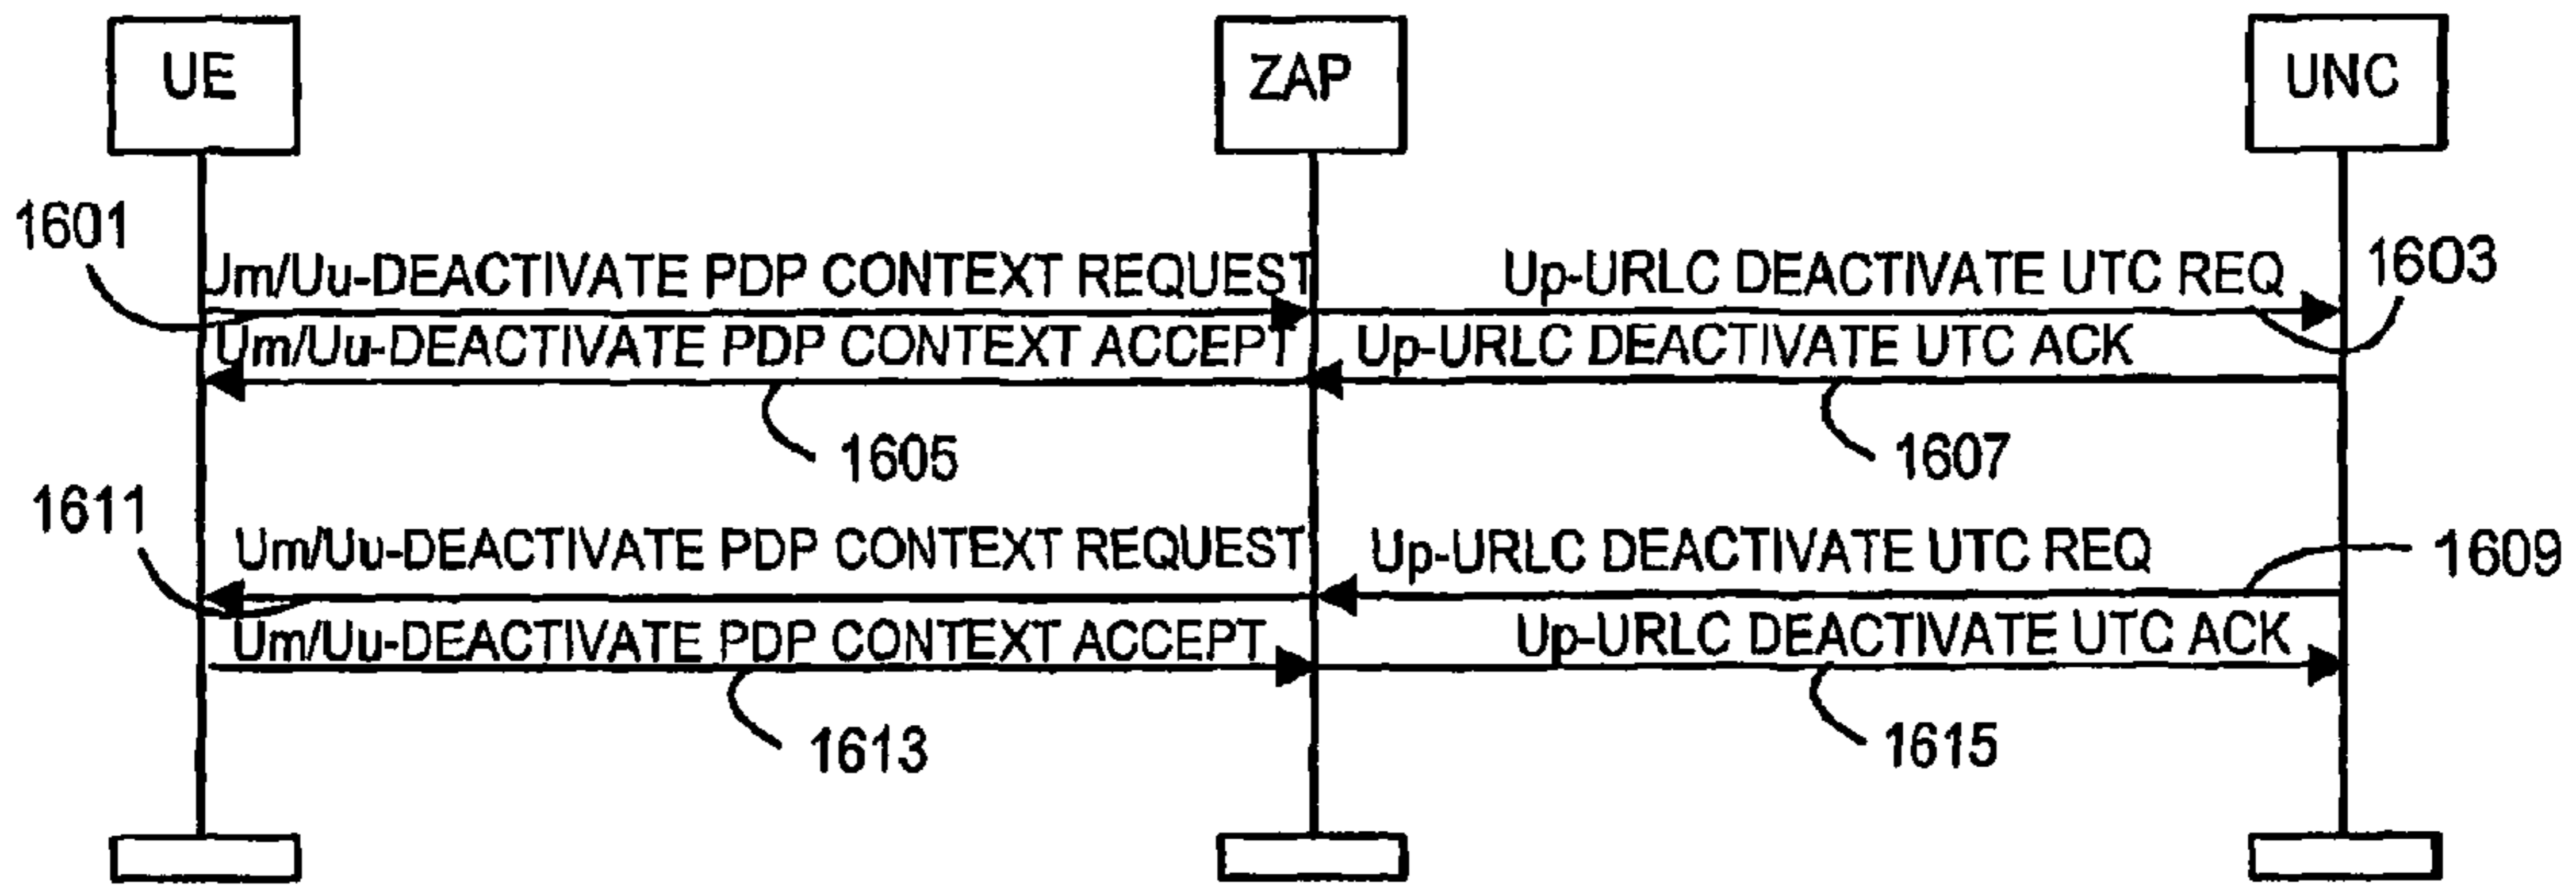 UE
ZAP
UNC
1601
Um/Uu-DEACTIVATE PDP CONTEXT REQUEST
Up-URLC DEACTIVATE UTC REQ
1603
Um/Uu-DEACTIVATE PDP CONTEXT ACCEPT
Up-URLC DEACTIVATE UTC ACK
1605
1607
1611
Um/Uu-DEACTIVATE PDP CONTEXT REQUEST
Up-URLC DEACTIVATE UTC REQ
1609
Um/Uu-DEACTIVATE PDP CONTEXT ACCEPT
Up-URLC DEACTIVATE UTC ACK
1613
1615